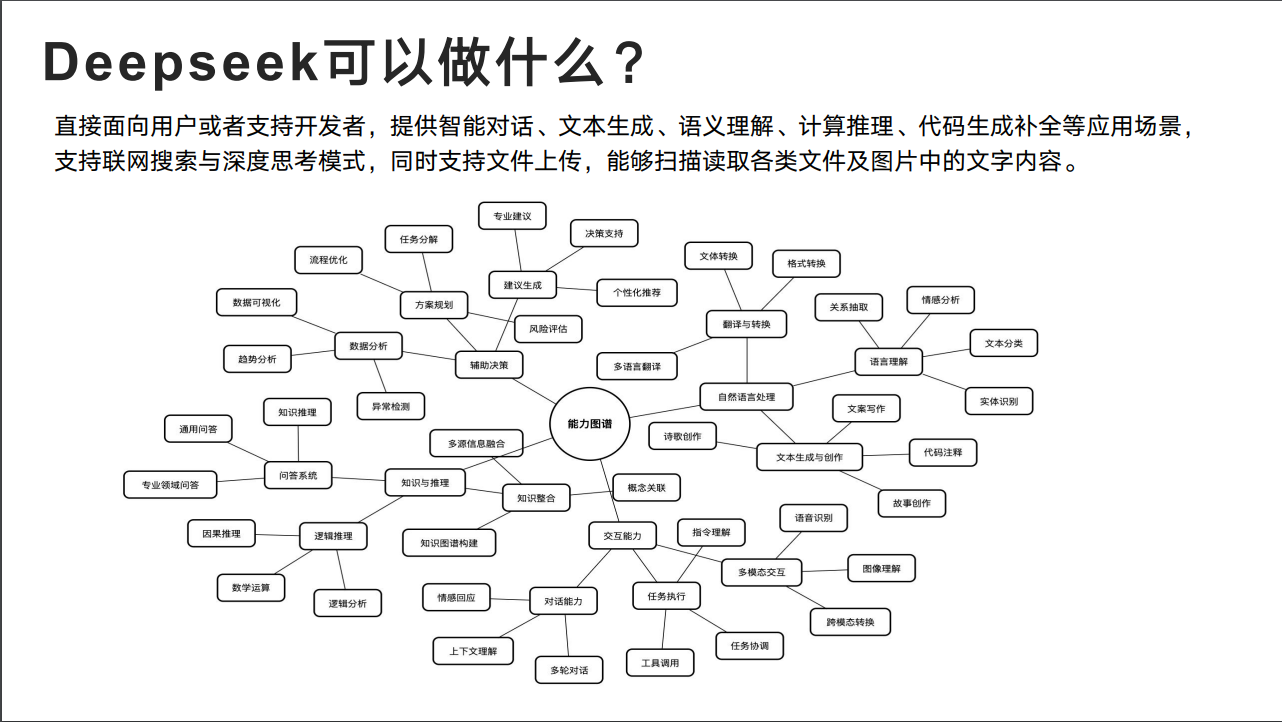 Deepseek可以做什么？
直接面向用户或者支持开发者，提供智能对话、文本生成、语义理解、计算推理、代码生成补全等应用场景，
支持联网搜索与深度思考模式，同时支持文件上传，能够扫描读取各类文件及图片中的文字内容。
能力图谱
辅助决策
建议生成
专业建议
决策支持
个性化推荐
方案规划
任务分解
流程优化
风险评估
数据分析
数据可视化
趋势分析
异常检测
自然语言处理
翻译与转换
文体转换
格式转换
多语言翻译
语言理解
关系抽取
情感分析
文本分类
实体识别
文本生成与创作
诗歌创作
文案写作
代码注释
故事创作
知识与推理
问答系统
知识推理
通用问答
专业领域问答
知识整合
多源信息融合
概念关联
知识图谱构建
逻辑推理
因果推理
数学运算
逻辑分析
交互能力
对话能力
情感回应
上下文理解
多轮对话
任务执行
指令理解
工具调用
任务协调
多模态交互
语音识别
图像理解
跨模态转换